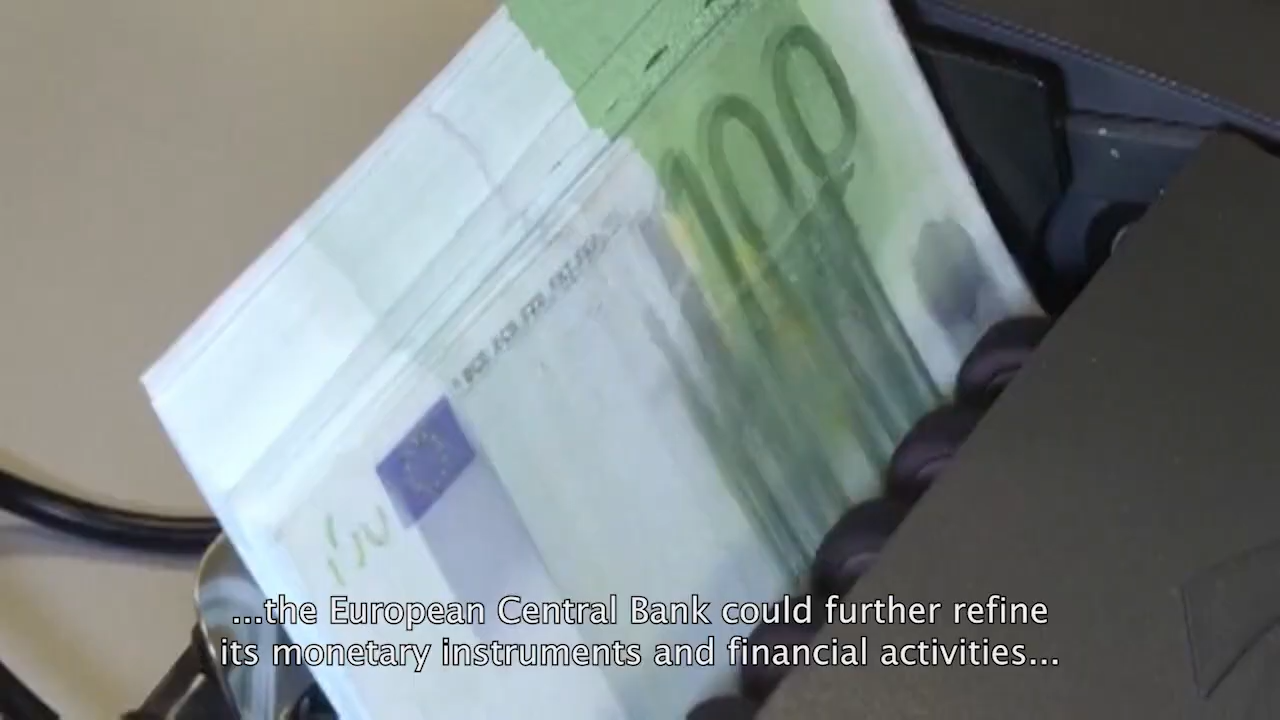 100
...the European Central Bank could further refine
its monetary instruments and financial activities...